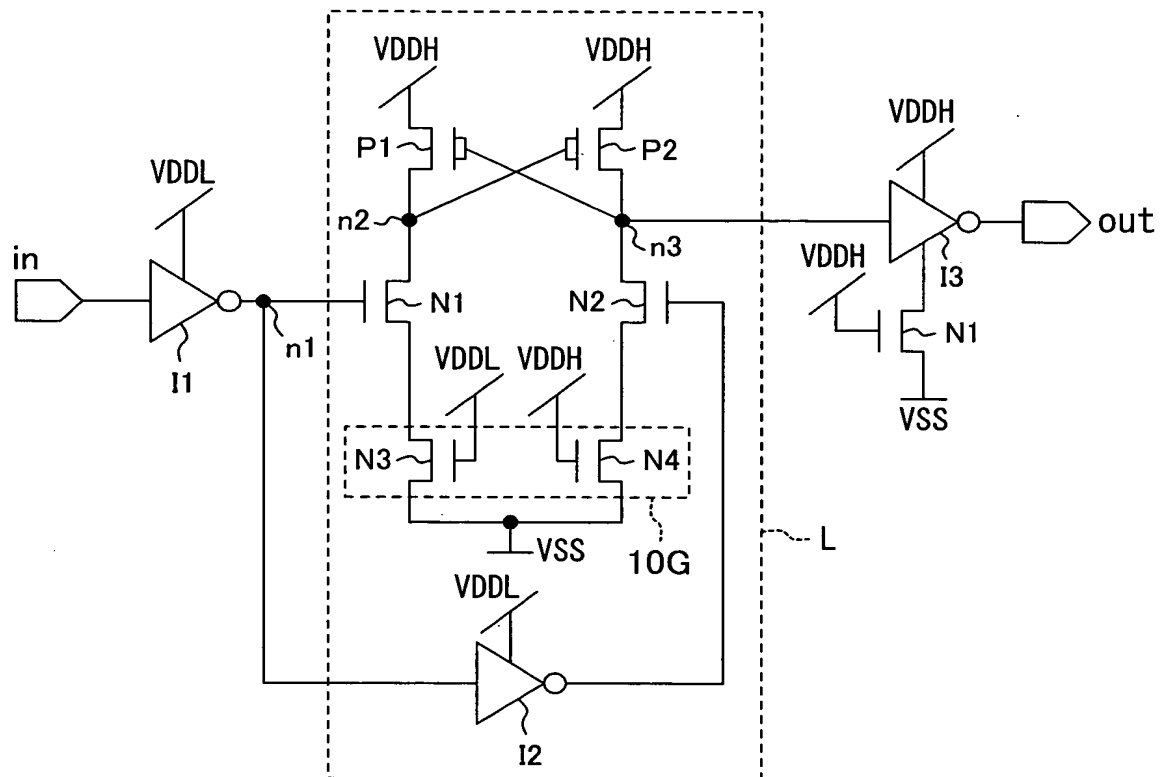 VDDH
VDDH
P1
P2
VDDH
VDDL
n2
n3
in
out
I3
VDDH
N1
N2
n1
N1
I1
VDDL
VDDH
VSS
N3
N4
VSS
10G
L
VDDL
I2